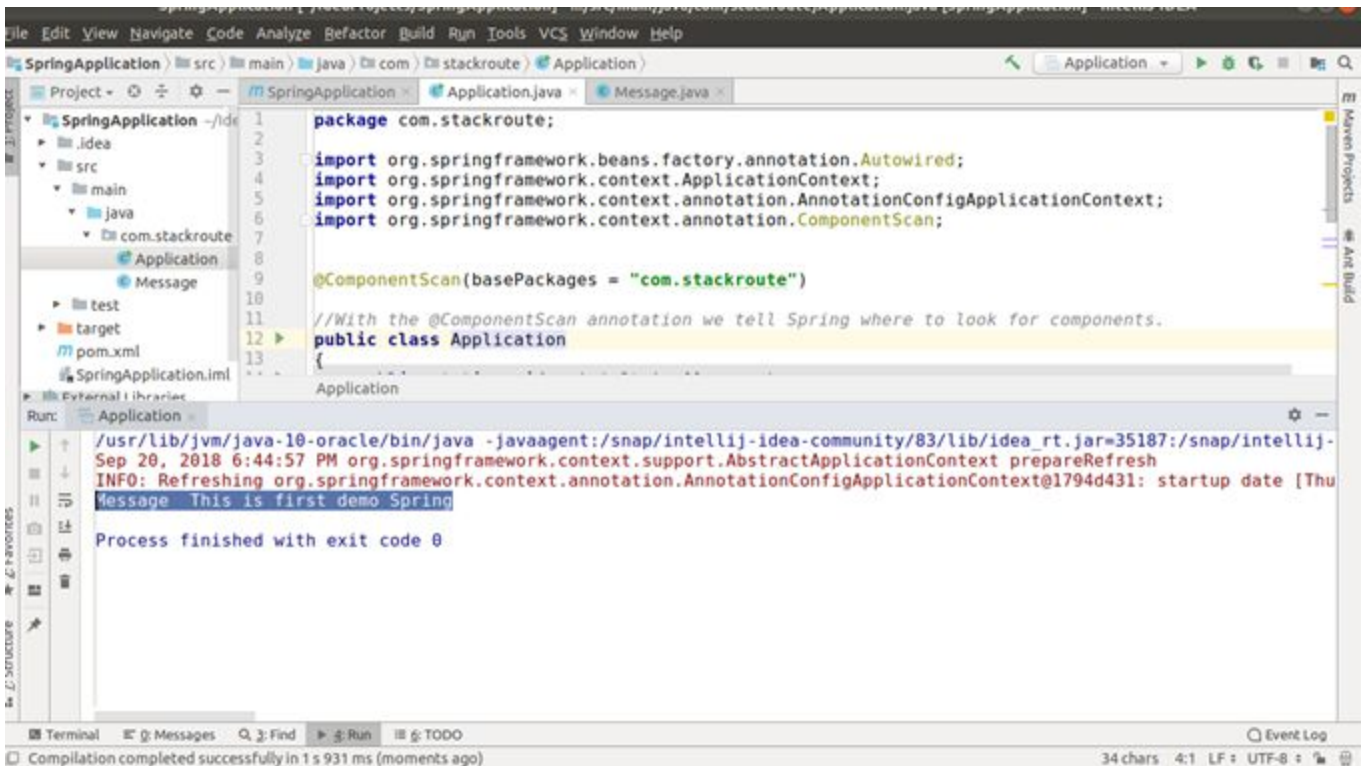 File Edit View Navigate Code Analyze Refactor Build Run Tools VCS Window Help
SpringApplication src main java com stackroute Application
Application
Project
SpringApplication
Application.java
Message.java
SpringApplication ~/Ide
.idea
src
main
java
com.stackroute
Application
Message
test
target
pom.xml
SpringApplication.iml
External Libraries
1 package com.stackroute;
2
3 import org.springframework.beans.factory.annotation.Autowired;
4 import org.springframework.context.ApplicationContext;
5 import org.springframework.context.annotation.AnnotationConfigApplicationContext;
6 import org.springframework.context.annotation.ComponentScan;
7
8
9 @ComponentScan(basePackages = "com.stackroute")
10
11 //With the @ComponentScan annotation we tell Spring where to look for components.
12 public class Application
13 {
Application
Maven Projects
Ant Build
1: Project
Run: Application
/usr/lib/jvm/java-10-oracle/bin/java -javaagent:/snap/intellij-idea-community/83/lib/idea_rt.jar=35187:/snap/intellij-
Sep 20, 2018 6:44:57 PM org.springframework.context.support.AbstractApplicationContext prepareRefresh
INFO: Refreshing org.springframework.context.annotation.AnnotationConfigApplicationContext@1794d431: startup date [Thu
Message  This is first demo Spring
Process finished with exit code 0
2: Favorites
Z: Structure
Terminal 0: Messages 3: Find 4: Run 6: TODO Event Log
Compilation completed successfully in 1 s 931 ms (moments ago) 34 chars 4:1 LF UTF-8